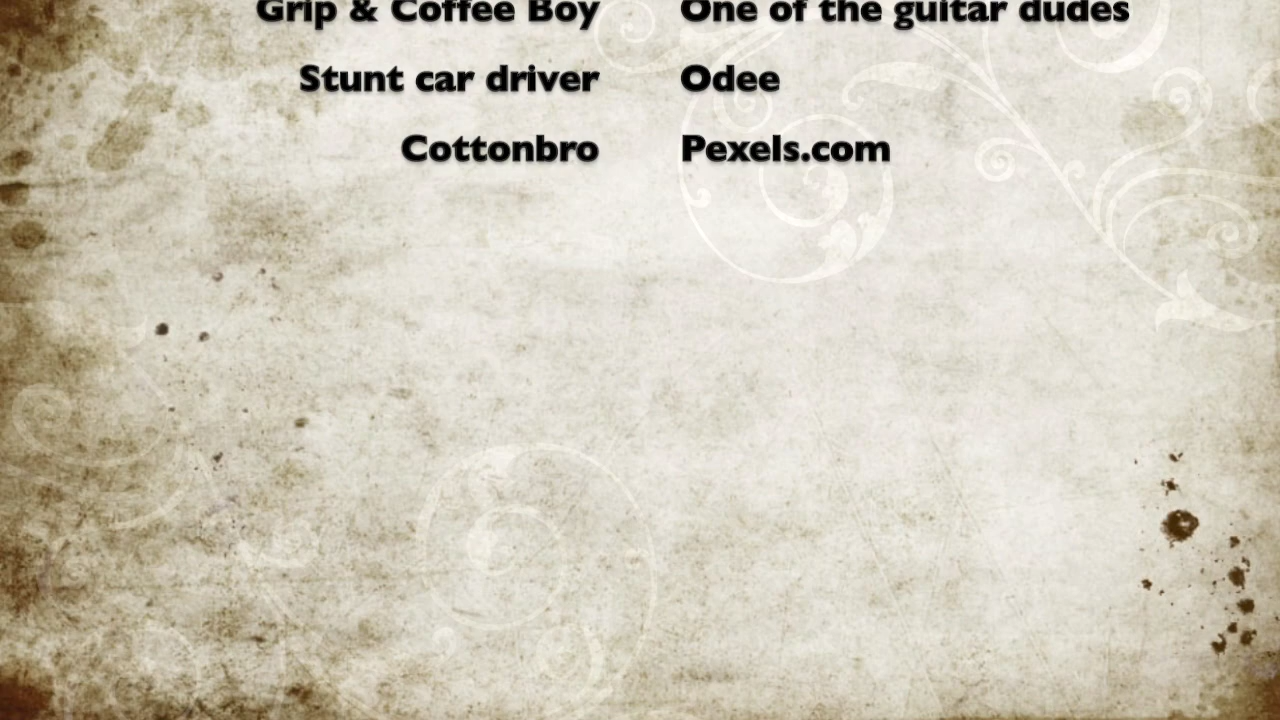 Grip & Coffee Boy One of the guitar dudes
Stunt car driver Odee
Cottonbro Pexels.com